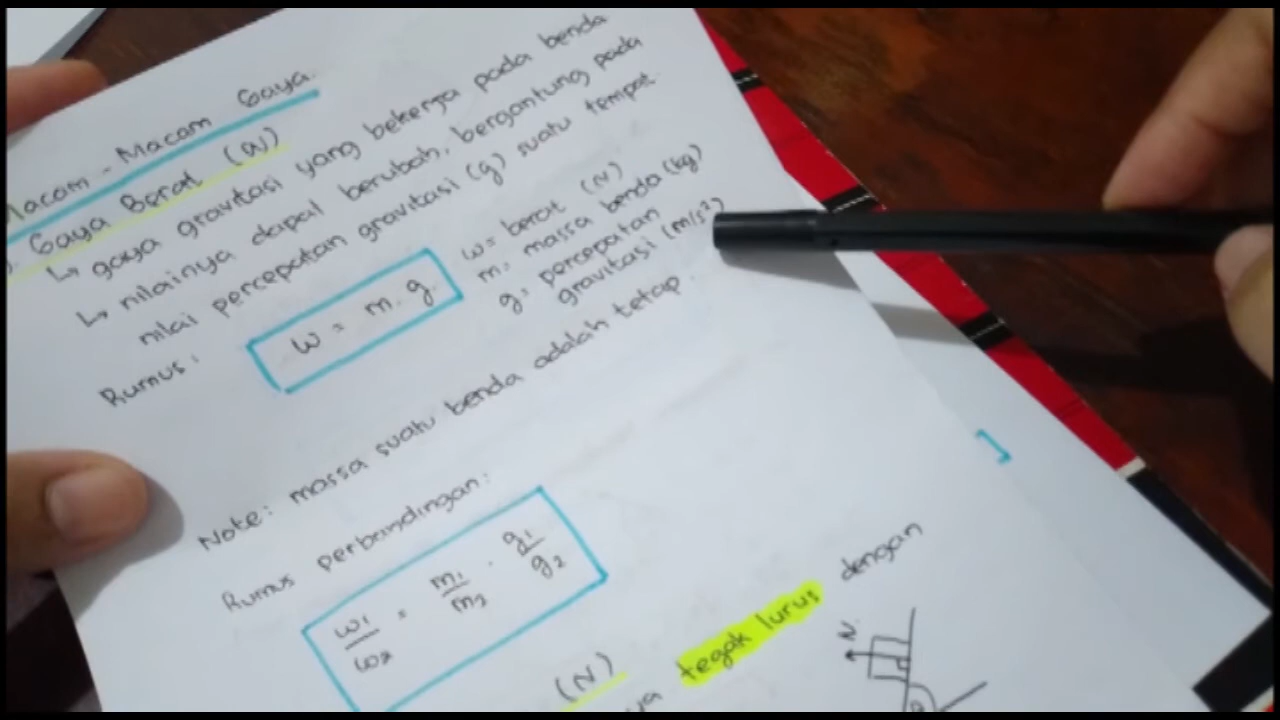 Macam - Macam Gaya.
Gaya Berat (W)
↳ gaya gravitasi yang bekerja pada benda
↳ nilainya dapat berubah, bergantung pada
nilai percepatan gravitasi (g) suatu tempat.
Rumus:
w = m. g.
w = berat (N)
m: massa benda (kg)
g: percepatan
gravitasi (m/s²)
Note: massa suatu benda adalah tetap.
Rumus perbandingan:
w1/w2 = m1/m2 . g1/g2
(N)
tegak lurus dengan
N.